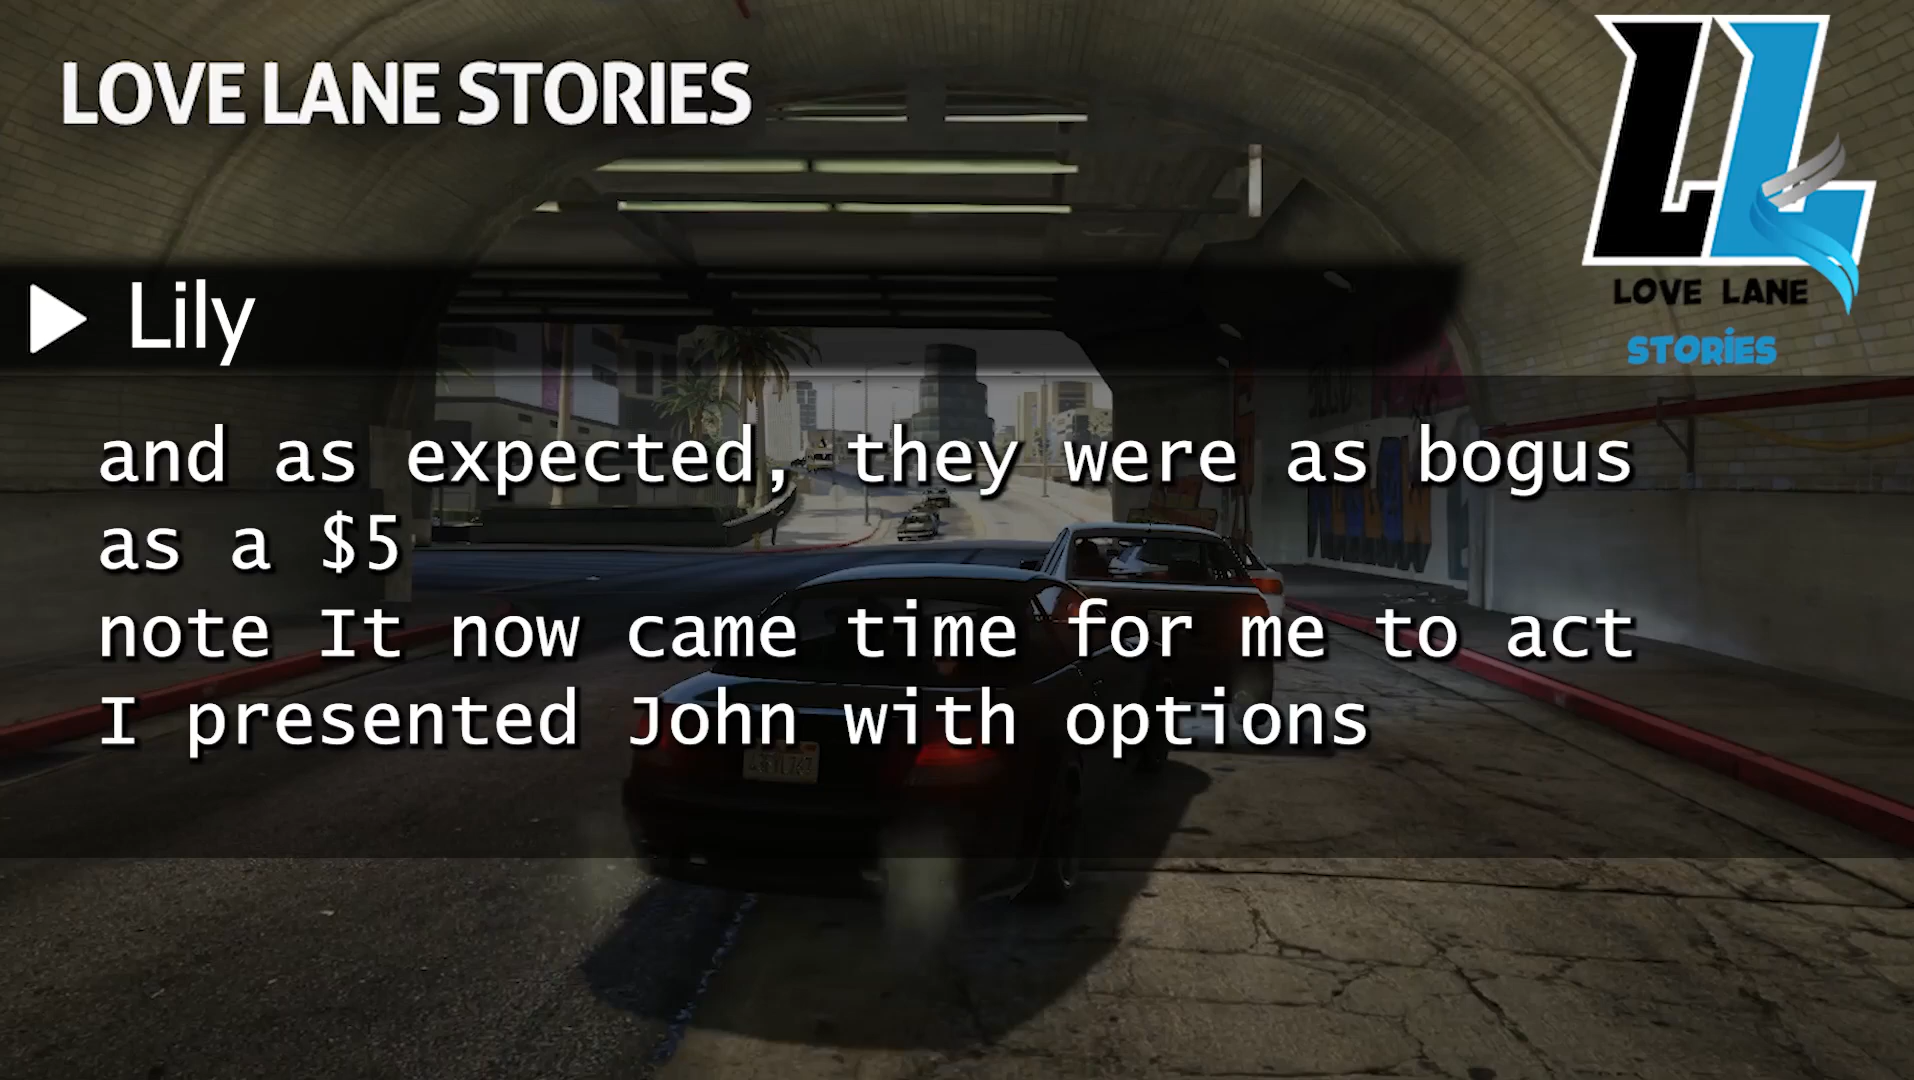 LOVE LANE STORIES
LL
LOVE LANE
STORIES
Lily
and as expected, they were as bogus
as a $5
note It now came time for me to act
I presented John with options